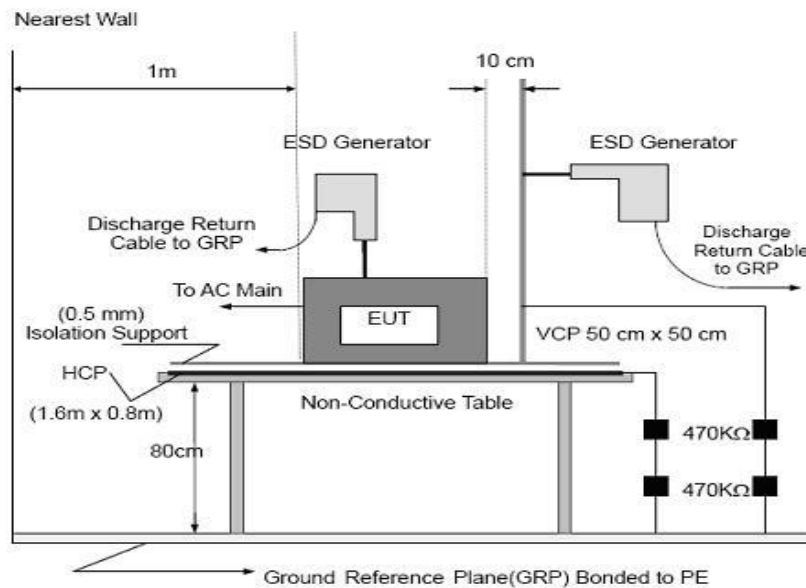 Nearest Wall
1m
10 cm
ESD Generator
ESD Generator
Discharge Return
Cable to GRP
Discharge
Return Cable
to GRP
To AC Main
(0.5 mm)
Isolation Support
EUT
VCP 50 cm x 50 cm
HCP
(1.6m x 0.8m)
Non-Conductive Table
80cm
470KΩ
470KΩ
Ground Reference Plane(GRP) Bonded to PE